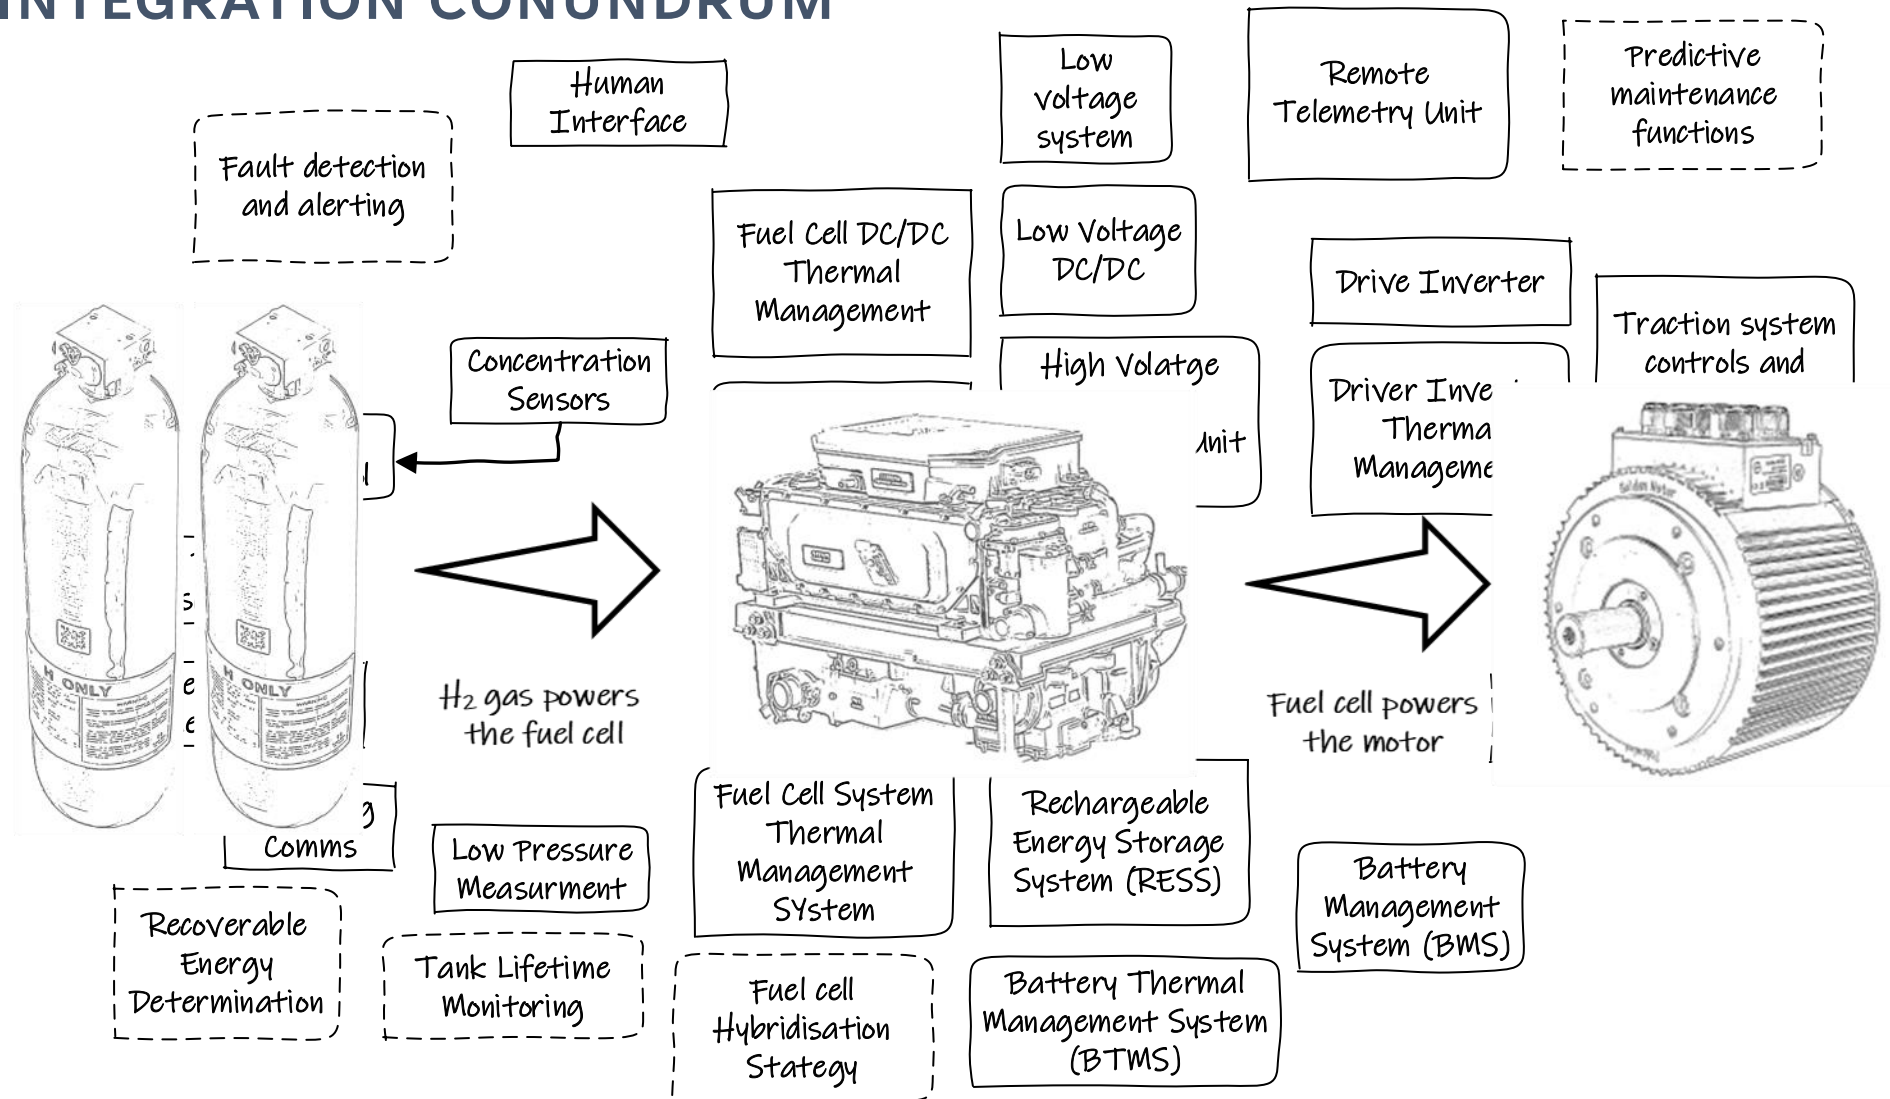 INTEGRATION CONUNDRUM
Human
Interface
Low
voltage
system
Remote
Telemetry Unit
Predictive
maintenance
functions
Fault detection
and alerting
Fuel Cell DC/DC
Thermal
Management
Low Voltage
DC/DC
Drive Inverter
Traction system
controls and
Concentration
Sensors
High Volatge
Unit
Driver
Management
H ONLY
H ONLY
H2 gas powers
the fuel cell
Fuel cell powers
the motor
Comms
Low Pressure
Measurment
Fuel Cell System
Thermal
Management
SYstem
Rechargeable
Energy Storage
System (RESS)
Battery
Management
System (BMS)
Recoverable
Energy
Determination
Tank Lifetime
Monitoring
Fuel cell
Hybridisation
Stategy
Battery Thermal
Management System
(BTMS)